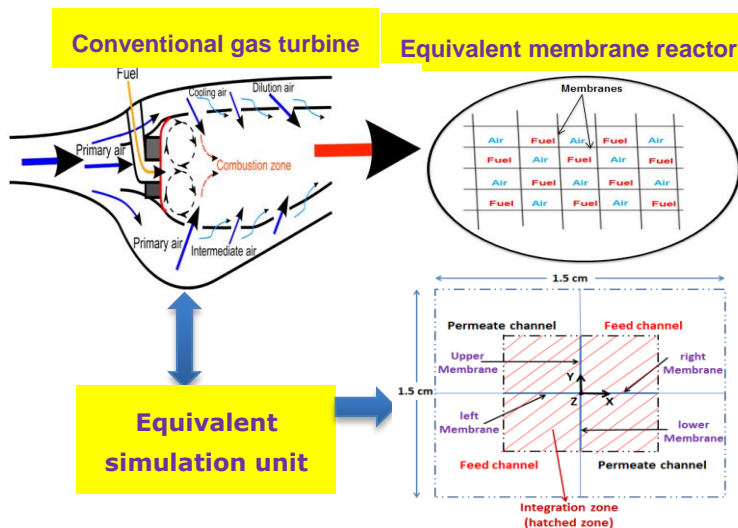 Conventional gas turbine
Equivalent membrane reactor
Fuel
Cooling air
Dilution air
Primary air
Combustion zone
Primary air
Intermediate air
Membranes
Air Fuel Air Fuel Air
Fuel Air Fuel Air Fuel
Air Fuel Air Fuel Air
Fuel Air Fuel Air Fuel
Equivalent
simulation unit
1.5 cm
1.5 cm
Permeate channel
Feed channel
Upper
Membrane
right
Membrane
Y
Z
X
left
Membrane
lower
Membrane
Feed channel
Permeate channel
Integration zone
(hatched zone)